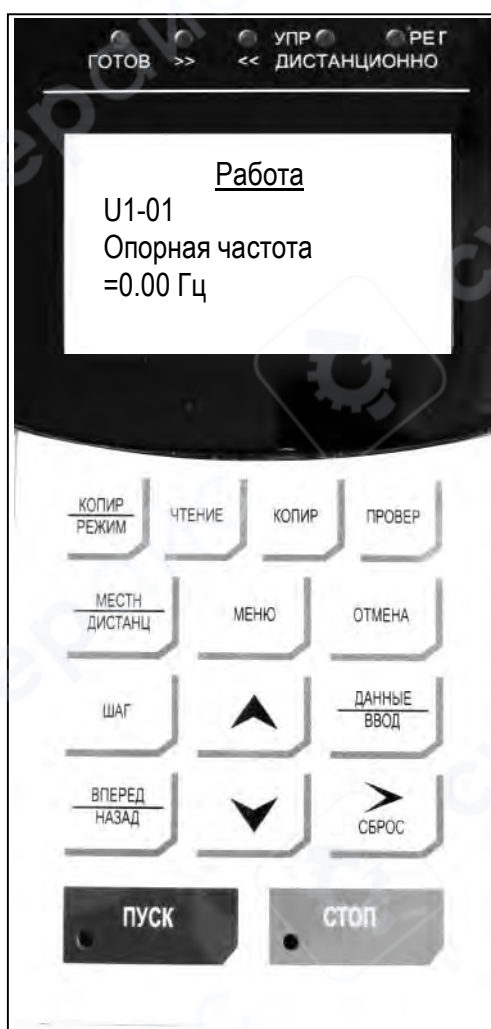 УПР РЕГ
ГОТОВ >> << ДИСТАНЦИОННО
Работа
U1-01
Опорная частота
=0.00 Гц
КОПИР
РЕЖИМ
ЧТЕНИЕ
КОПИР
ПРОВЕР
МЕСТН
ДИСТАНЦ
МЕНЮ
ОТМЕНА
ШАГ
ДАННЫЕ
ВВОД
ВПЕРЕД
НАЗАД
СБРОС
ПУСК
СТОП